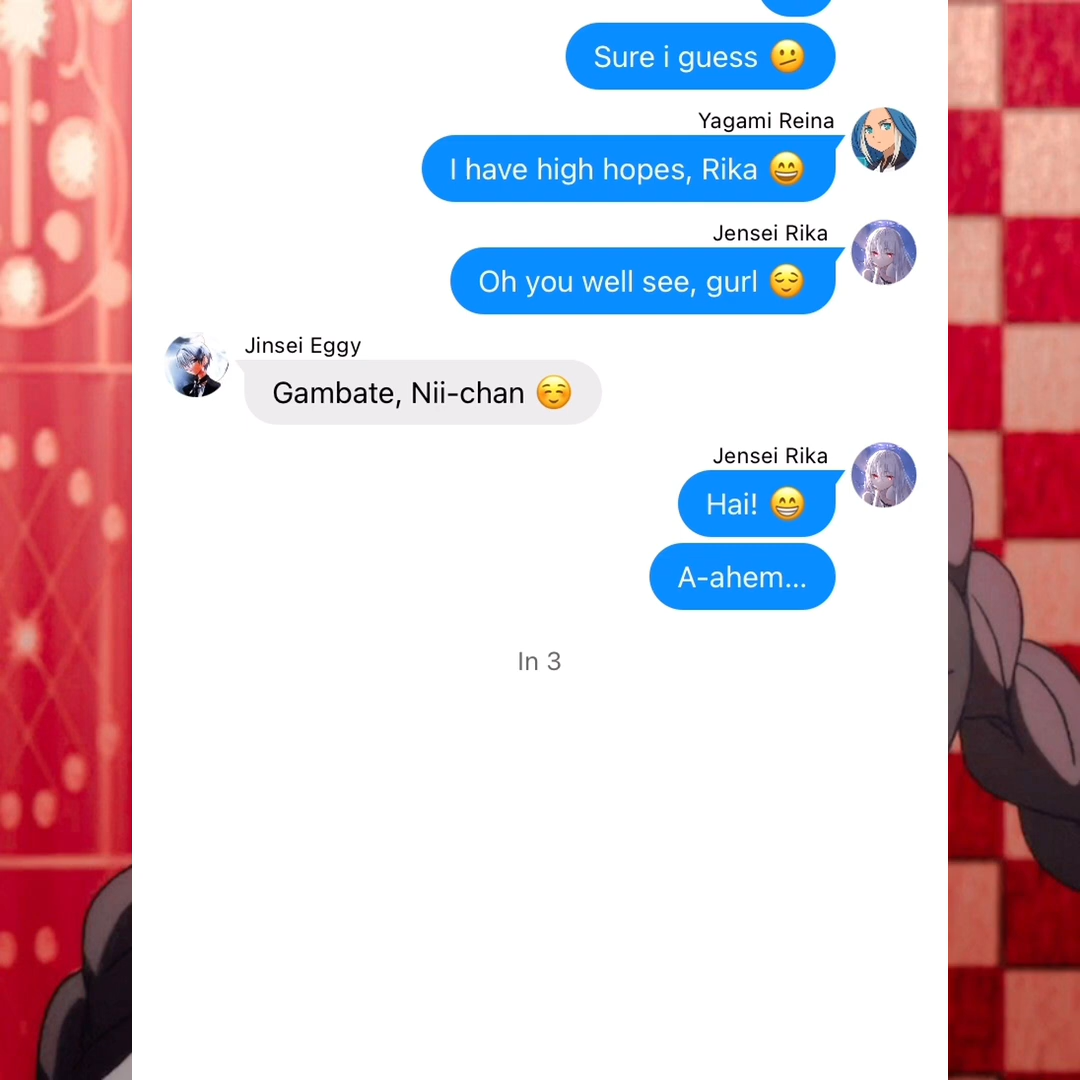 Sure i guess 🫤
Yagami Reina
I have high hopes, Rika 😄
Jensei Rika
Oh you well see, gurl 😌
Jinsei Eggy
Gambate, Nii-chan ☺️
Jensei Rika
Hai! 😁
A-ahem...
In 3